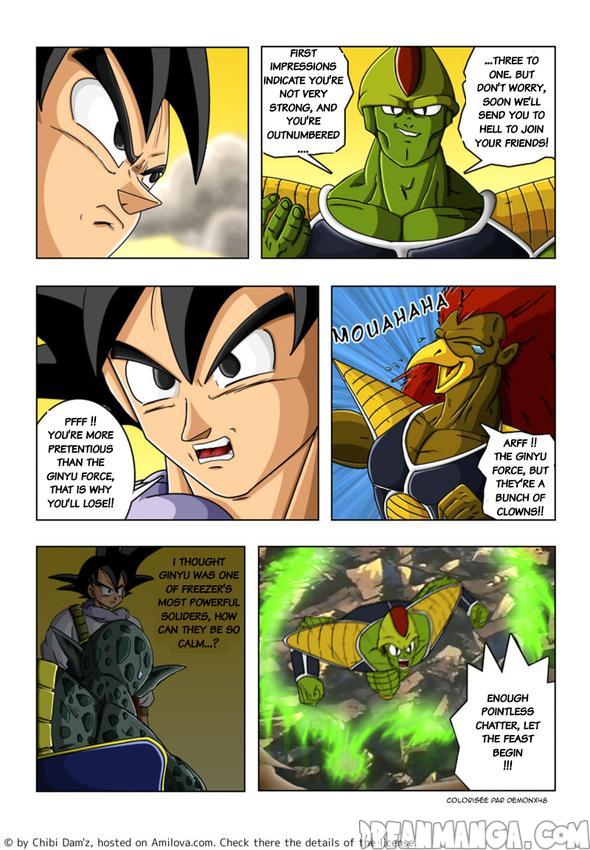 FIRST
IMPRESSIONS
INDICATE YOU'RE
NOT VERY
STRONG, AND
YOU'RE
OUTNUMBERED
....
...THREE TO
ONE. BUT
DON'T WORRY,
SOON WE'LL
SEND YOU TO
HELL TO JOIN
YOUR FRIENDS!
PFFF !!
YOU'RE MORE
PRETENTIOUS
THAN THE
GINYU FORCE,
THAT IS WHY
YOU'LL LOSE!!
MOUAHAHA
ARFF !!
THE GINYU
FORCE, BUT
THEY'RE A
BUNCH OF
CLOWNS!!
I THOUGHT
GINYU WAS ONE
OF FREEZER'S
MOST POWERFUL
SOLIDERS, HOW
CAN THEY BE SO
CALM...?
ENOUGH
POINTLESS
CHATTER, LET
THE FEAST
BEGIN
!!!
COLORISÉE PAR DEMONX48
DREANMANGA.COM
© by Chibi Dam'z, hosted on Amilova.com. Check there the details of the license.